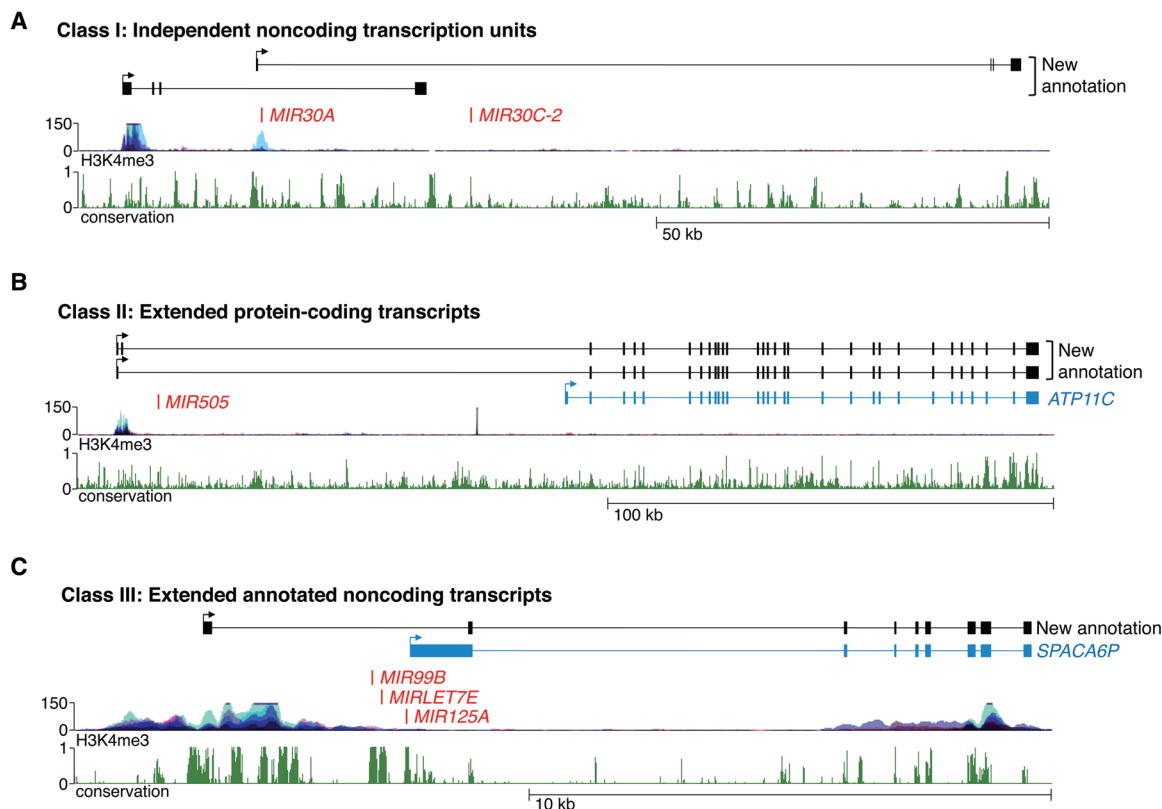 A
Class I: Independent noncoding transcription units
New
annotation
MIR30A
MIR30C-2
150
0
H3K4me3
1
0
conservation
50 kb
B
Class II: Extended protein-coding transcripts
New
annotation
ATP11C
MIR505
150
0
H3K4me3
1
0
conservation
100 kb
C
Class III: Extended annotated noncoding transcripts
New annotation
SPACA6P
MIR99B
MIRLET7E
MIR125A
150
0
H3K4me3
1
0
conservation
10 kb